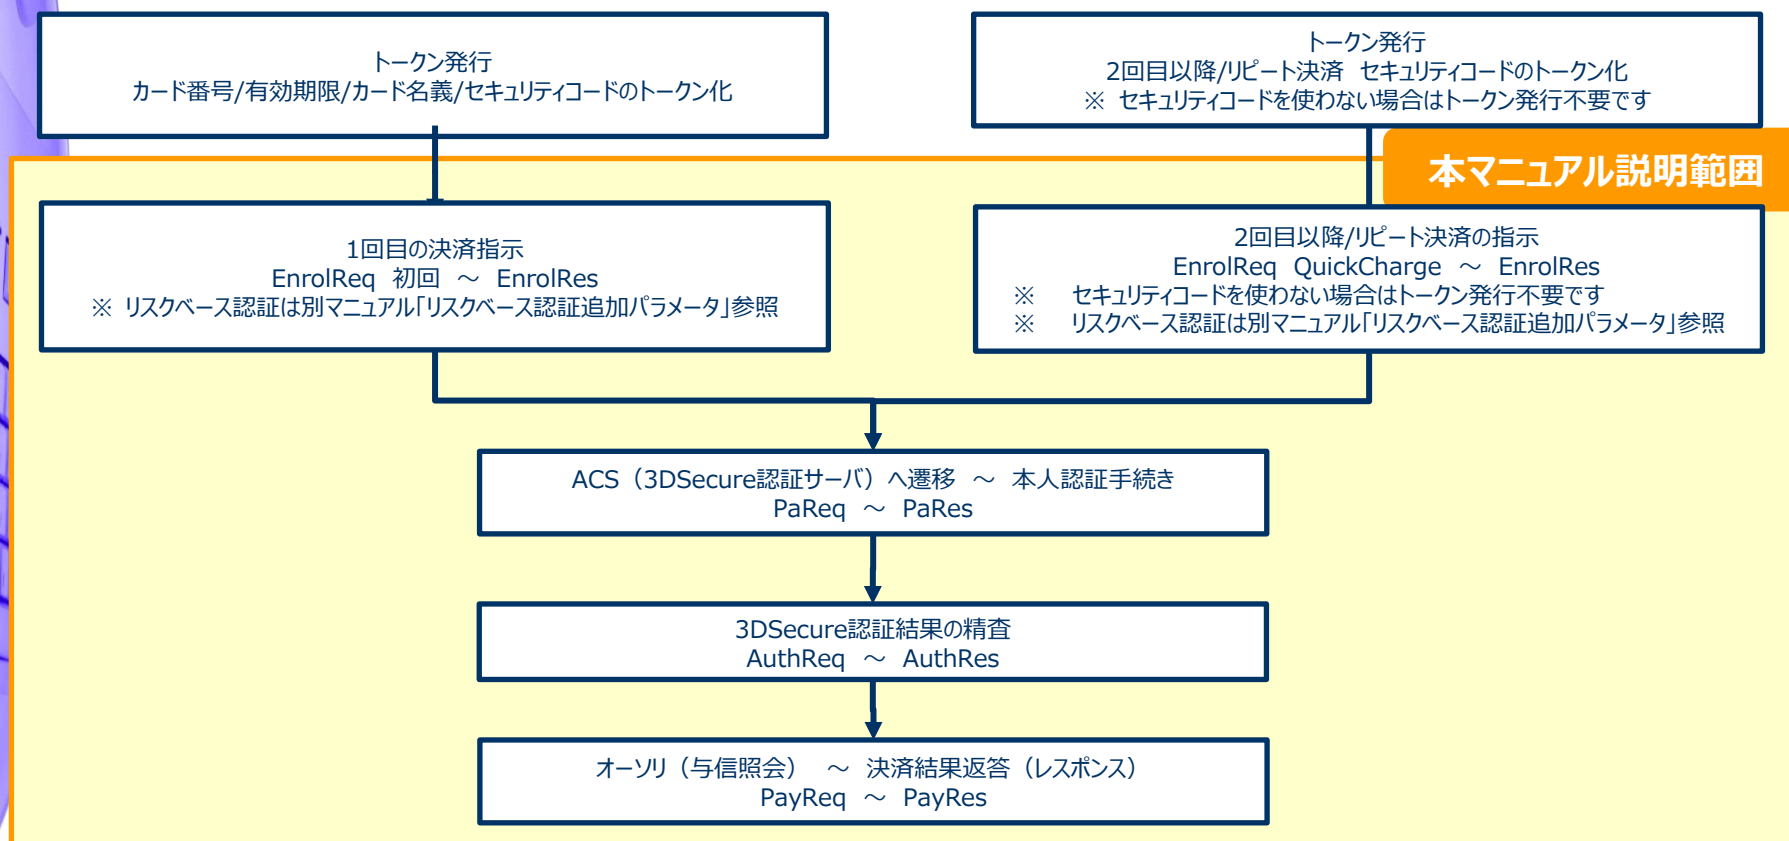 トークン発行
カード番号/有効期限/カード名義/セキュリティコードのトークン化
トークン発行
2回目以降/リピート決済 セキュリティコードのトークン化
※ セキュリティコードを使わない場合はトークン発行不要です
本マニュアル説明範囲
1回目の決済指示
EnrolReq 初回 ～ EnrolRes
※ リスクベース認証は別マニュアル「リスクベース認証追加パラメータ」参照
2回目以降/リピート決済の指示
EnrolReq QuickCharge ～ EnrolRes
※ セキュリティコードを使わない場合はトークン発行不要です
※ リスクベース認証は別マニュアル「リスクベース認証追加パラメータ」参照
ACS（3DSecure認証サーバ）へ遷移 ～ 本人認証手続き
PaReq ～ PaRes
3DSecure認証結果の精査
AuthReq ～ AuthRes
オーソリ（与信照会） ～ 決済結果返答（レスポンス）
PayReq ～ PayRes